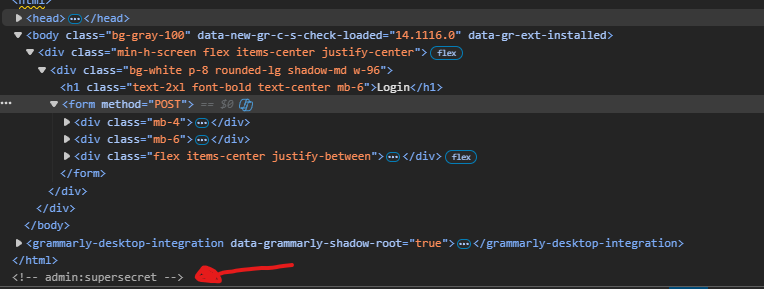 <html>
<head> ... </head>
<body class="bg-gray-100" data-new-gr-c-s-check-loaded="14.1116.0" data-gr-ext-installed>
<div class="min-h-screen flex items-center justify-center"> flex
<div class="bg-white p-8 rounded-lg shadow-md w-96">
<h1 class="text-2xl font-bold text-center mb-6">Login</h1>
... <form method="POST"> == $0
<div class="mb-4"> ... </div>
<div class="mb-6"> ... </div>
<div class="flex items-center justify-between"> ... </div> flex
</form>
</div>
</div>
</body>
<grammarly-desktop-integration data-grammarly-shadow-root="true"> ... </grammarly-desktop-integration>
</html>
<!-- admin:supersecret -->